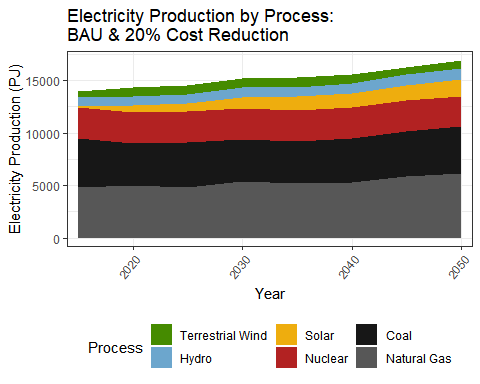 Electricity Production by Process:
BAU & 20% Cost Reduction
Electricity Production (PJ)
15000
10000
5000
0
2020 2030 2040 2050
Year
Process
Terrestrial Wind Solar Coal
Hydro Nuclear Natural Gas